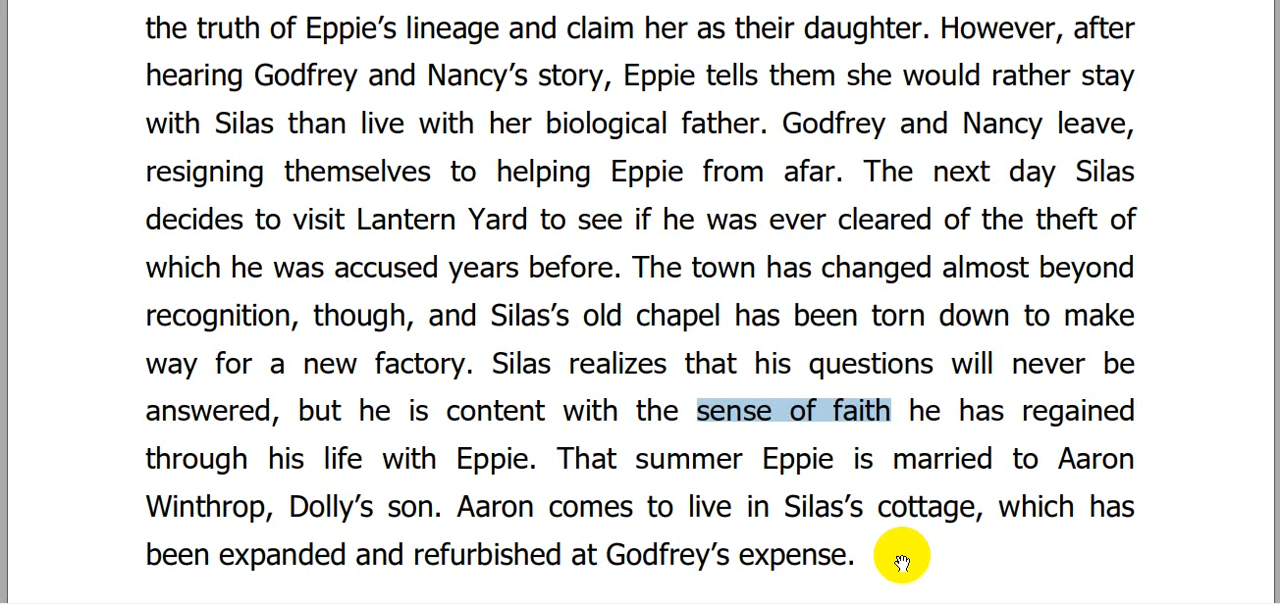 the truth of Eppie’s lineage and claim her as their daughter. However, after
hearing Godfrey and Nancy’s story, Eppie tells them she would rather stay
with Silas than live with her biological father. Godfrey and Nancy leave,
resigning themselves to helping Eppie from afar. The next day Silas
decides to visit Lantern Yard to see if he was ever cleared of the theft of
which he was accused years before. The town has changed almost beyond
recognition, though, and Silas’s old chapel has been torn down to make
way for a new factory. Silas realizes that his questions will never be
answered, but he is content with the sense of faith he has regained
through his life with Eppie. That summer Eppie is married to Aaron
Winthrop, Dolly’s son. Aaron comes to live in Silas’s cottage, which has
been expanded and refurbished at Godfrey’s expense.